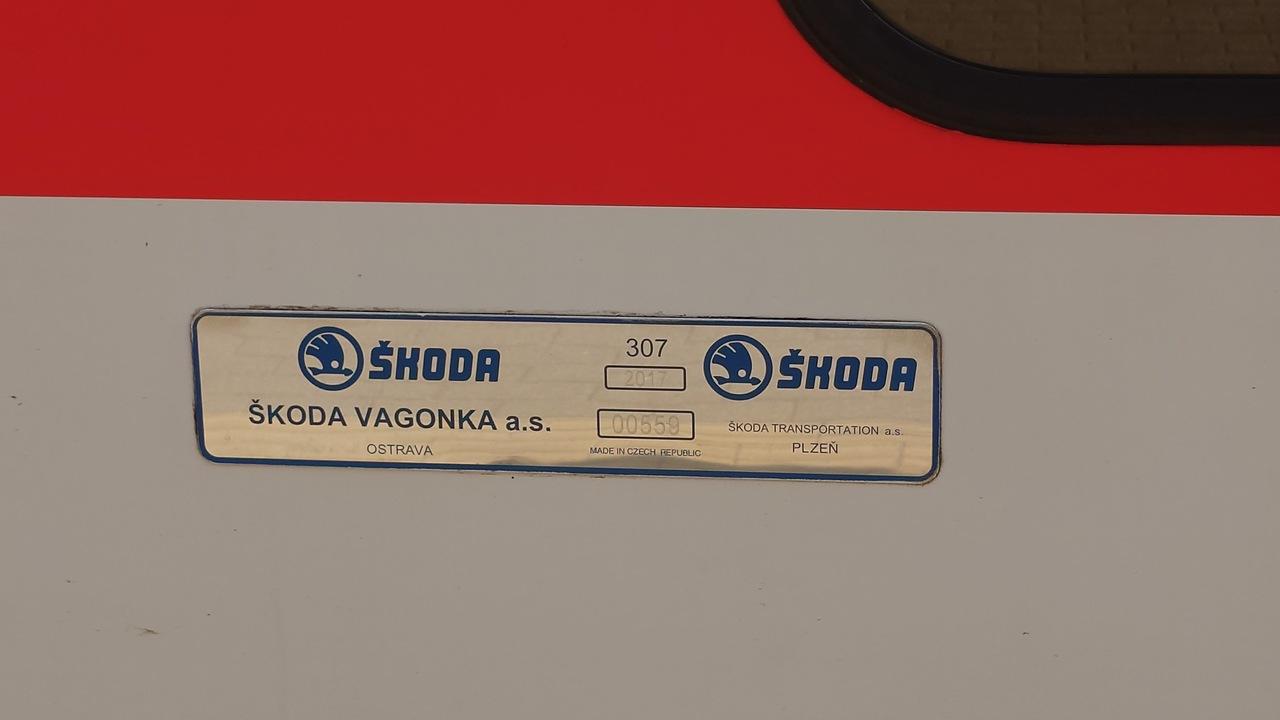 ŠKODA
ŠKODA VAGONKA a.s.
OSTRAVA
307
2017
00559
MADE IN CZECH REPUBLIC
ŠKODA
ŠKODA TRANSPORTATION a.s.
PLZEŇ